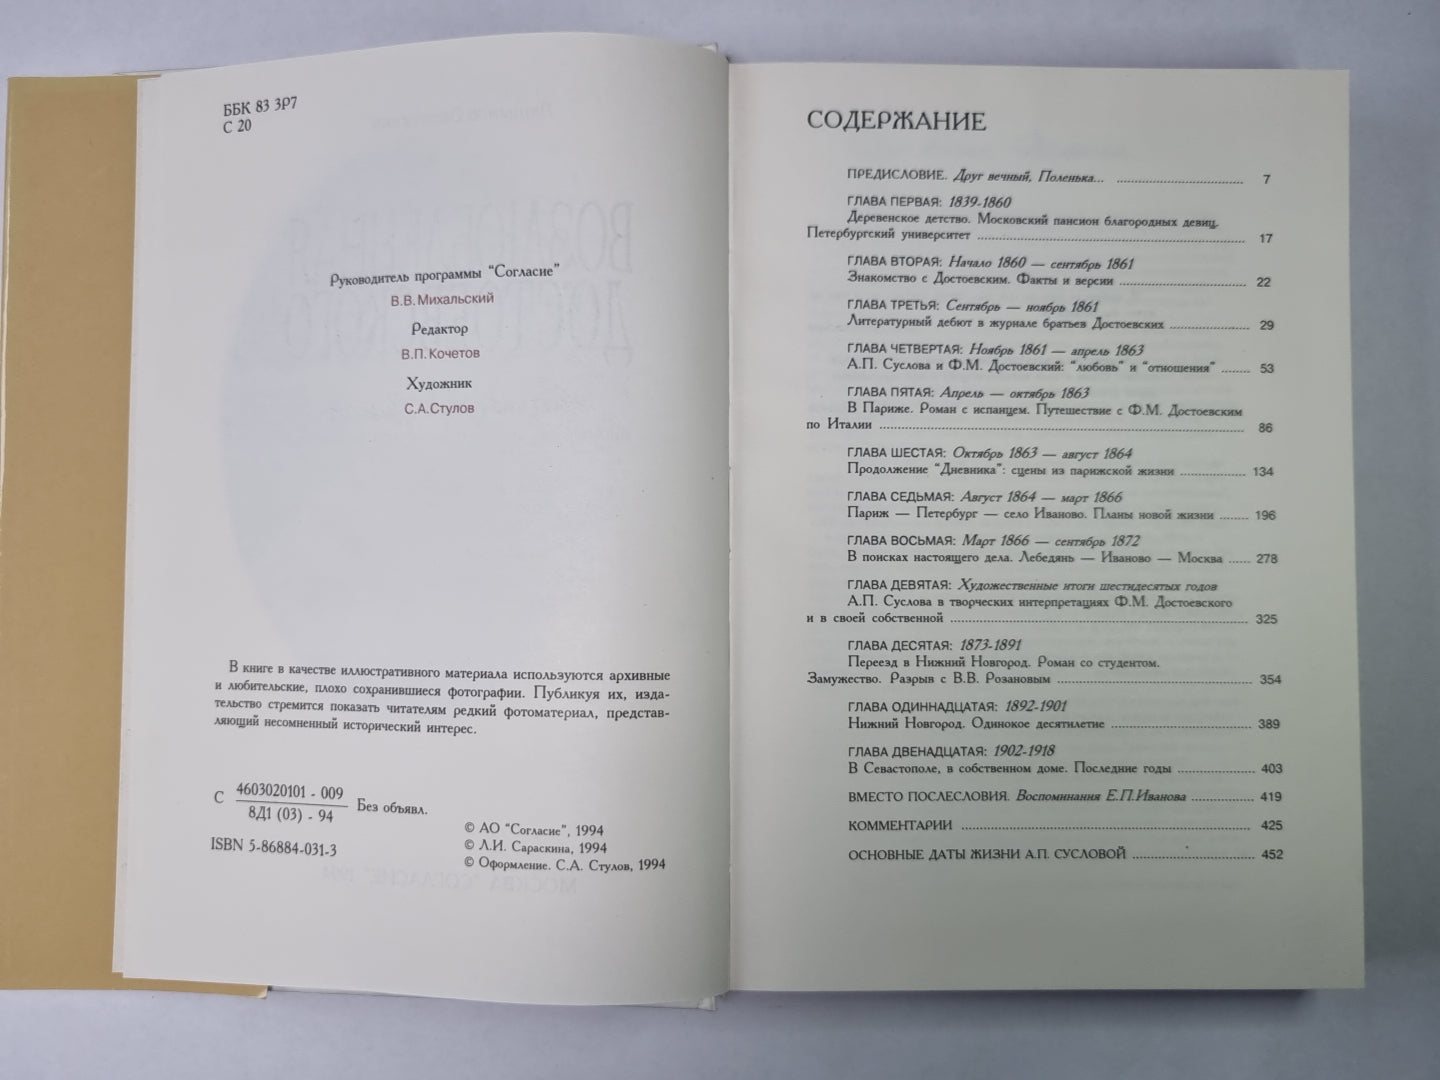 ББК 83 3Р7
С 20
Руководитель программы "Согласие"
В.В.Михальский
Редактор
В.П.Кочетов
Художник
С.А.Стулов
В книге в качестве иллюстративного материала используются архивные
и любительские, плохо сохранившиеся фотографии. Публикуя их, изда-
тельство стремится показать читателям редкий фотоматериал, представ-
ляющий несомненный исторический интерес.
С 4603020101 - 009
8Д1 (03) - 94
Без объявл.
ISBN 5-86884-031-3
© АО "Согласие", 1994
© Л.И. Сараскина, 1994
© Оформление. С.А. Стулов, 1994
СОДЕРЖАНИЕ
ПРЕДИСЛОВИЕ. Друг вечный, Поленька... 7
ГЛАВА ПЕРВАЯ: 1839-1860
Деревенское детство. Московский пансион благородных девиц.
Петербургский университет 17
ГЛАВА ВТОРАЯ: Начало 1860 — сентябрь 1861
Знакомство с Достоевским. Факты и версии 22
ГЛАВА ТРЕТЬЯ: Сентябрь — ноябрь 1861
Литературный дебют в журнале братьев Достоевских 29
ГЛАВА ЧЕТВЕРТАЯ: Ноябрь 1861 — апрель 1863
А.П. Суслова и Ф.М. Достоевский: "любовь" и "отношения" 53
ГЛАВА ПЯТАЯ: Апрель — октябрь 1863
В Париже. Роман с испанцем. Путешествие с Ф.М. Достоевским
по Италии 86
ГЛАВА ШЕСТАЯ: Октябрь 1863 — август 1864
Продолжение "Дневника": сцены из парижской жизни 134
ГЛАВА СЕДЬМАЯ: Август 1864 — март 1866
Париж — Петербург — село Иваново. Планы новой жизни 196
ГЛАВА ВОСЬМАЯ: Март 1866 — сентябрь 1872
В поисках настоящего дела. Лебедянь — Иваново — Москва 278
ГЛАВА ДЕВЯТАЯ: Художественные итоги шестидесятых годов
А.П. Суслова в творческих интерпретациях Ф.М. Достоевского
и в своей собственной 325
ГЛАВА ДЕСЯТАЯ: 1873-1891
Переезд в Нижний Новгород. Роман со студентом.
Замужество. Разрыв с В.В. Розановым 354
ГЛАВА ОДИННАДЦАТАЯ: 1892-1901
Нижний Новгород. Одинокое десятилетие 389
ГЛАВА ДВЕНАДЦАТАЯ: 1902-1918
В Севастополе, в собственном доме. Последние годы 403
ВМЕСТО ПОСЛЕСЛОВИЯ. Воспоминания Е.П.Иванова 419
КОММЕНТАРИИ 425
ОСНОВНЫЕ ДАТЫ ЖИЗНИ А.П. СУСЛОВОЙ 452